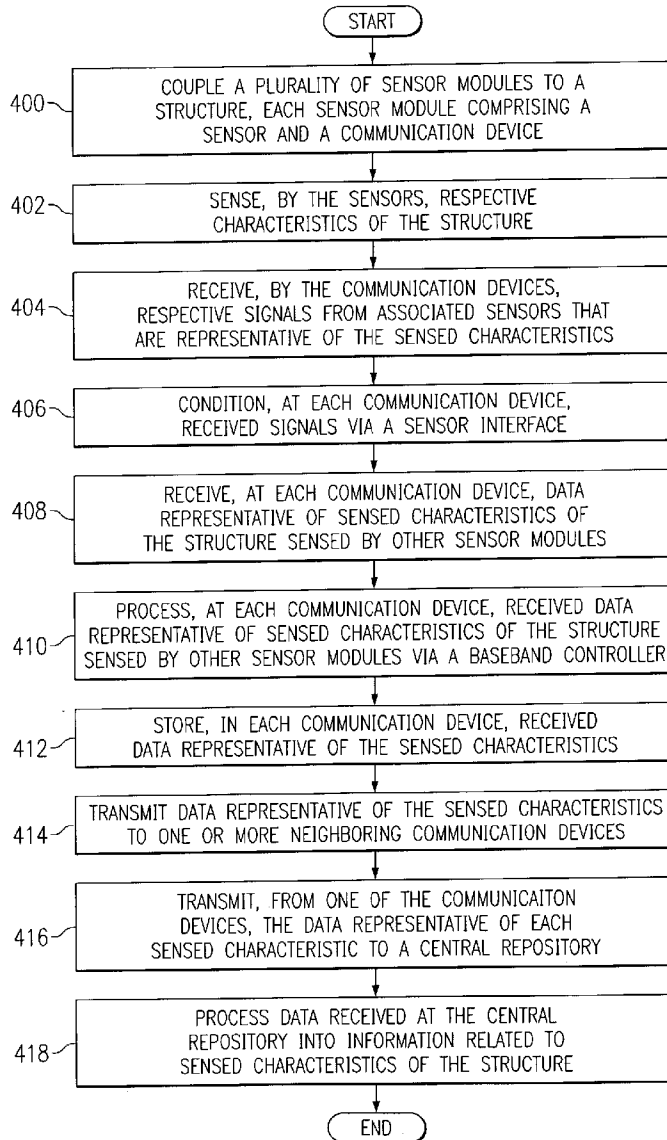 START
400
COUPLE A PLURALITY OF SENSOR MODULES TO A
STRUCTURE, EACH SENSOR MODULE COMPRISING A
SENSOR AND A COMMUNICATION DEVICE
402
SENSE, BY THE SENSORS, RESPECTIVE
CHARACTERISTICS OF THE STRUCTURE
404
RECEIVE, BY THE COMMUNICATION DEVICES,
RESPECTIVE SIGNALS FROM ASSOCIATED SENSORS THAT
ARE REPRESENTATIVE OF THE SENSED CHARACTERISTICS
406
CONDITION, AT EACH COMMUNICATION DEVICE,
RECEIVED SIGNALS VIA A SENSOR INTERFACE
408
RECEIVE, AT EACH COMMUNICATION DEVICE, DATA
REPRESENTATIVE OF SENSED CHARACTERISTICS OF
THE STRUCTURE SENSED BY OTHER SENSOR MODULES
410
PROCESS, AT EACH COMMUNICATION DEVICE, RECEIVED DATA
REPRESENTATIVE OF SENSED CHARACTERISTICS OF THE STRUCTURE
SENSED BY OTHER SENSOR MODULES VIA A BASEBAND CONTROLLER
412
STORE, IN EACH COMMUNICATION DEVICE, RECEIVED
DATA REPRESENTATIVE OF THE SENSED CHARACTERISTICS
414
TRANSMIT DATA REPRESENTATIVE OF THE SENSED CHARACTERISTICS
TO ONE OR MORE NEIGHBORING COMMUNICATION DEVICES
416
TRANSMIT, FROM ONE OF THE COMMUNICAITON
DEVICES, THE DATA REPRESENTATIVE OF EACH
SENSED CHARACTERISTIC TO A CENTRAL REPOSITORY
418
PROCESS DATA RECEIVED AT THE CENTRAL
REPOSITORY INTO INFORMATION RELATED TO
SENSED CHARACTERISTICS OF THE STRUCTURE
END